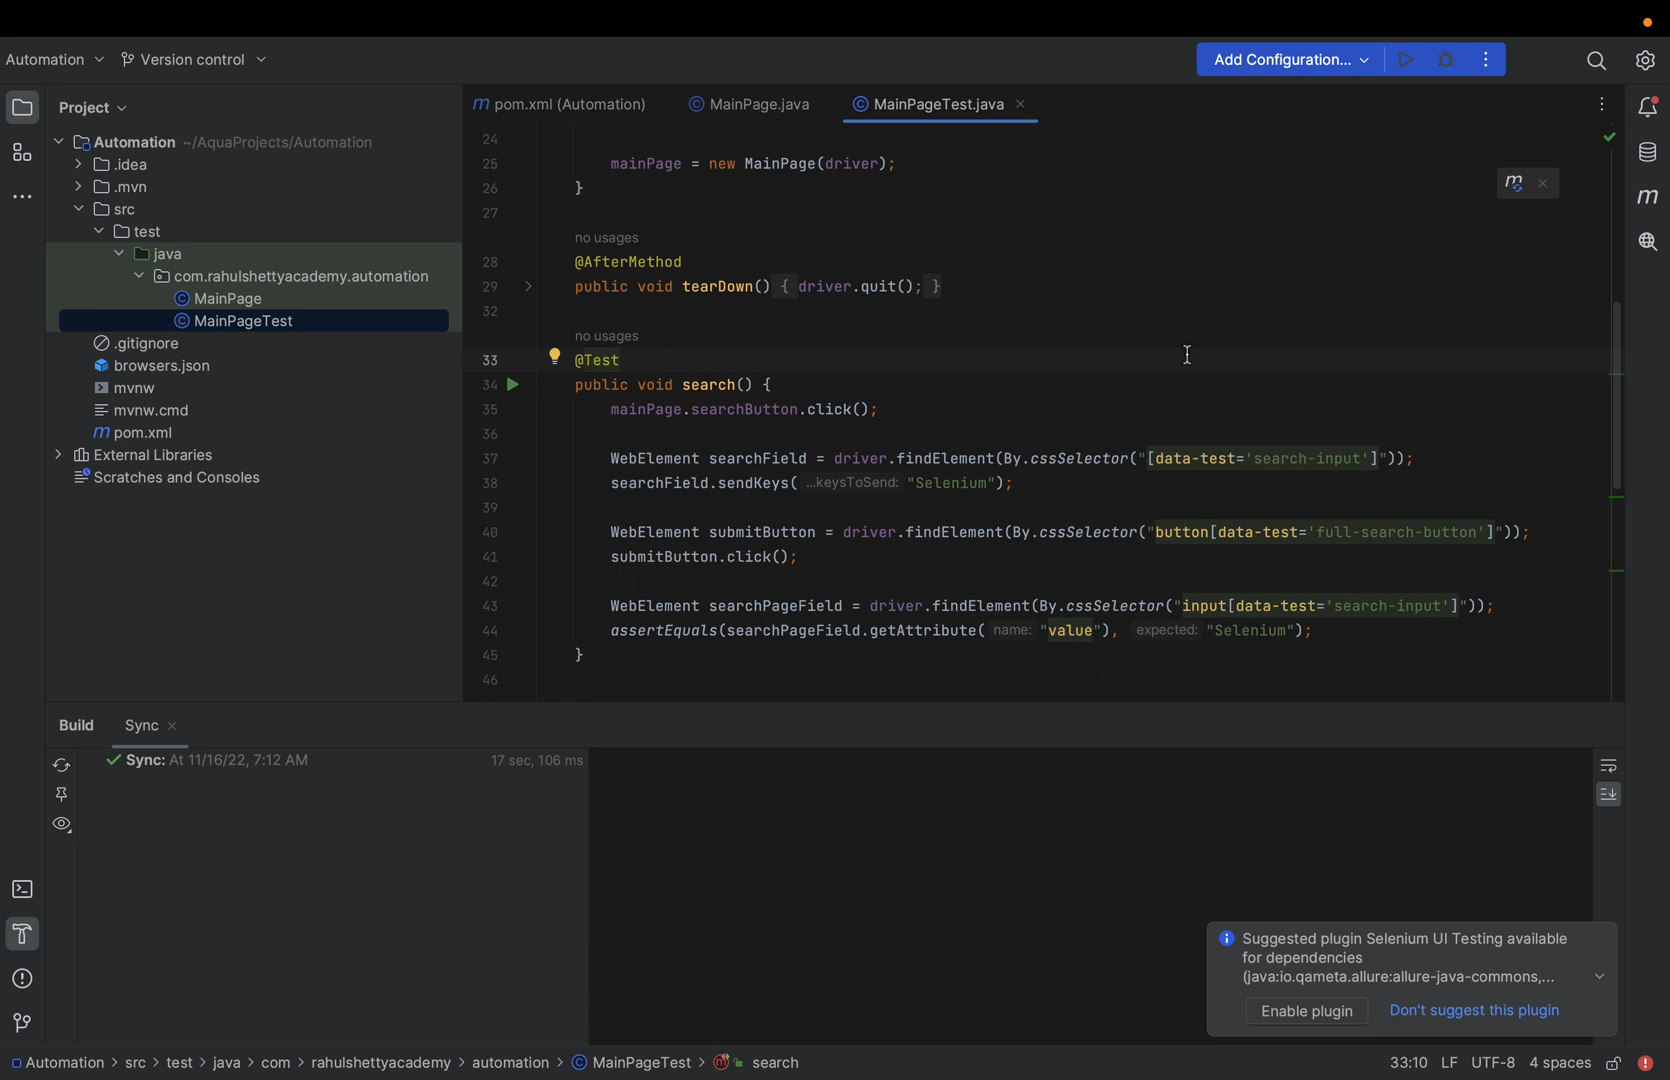 Automation
Version control
Add Configuration...
Project
pom.xml (Automation)
MainPage.java
MainPageTest.java
Automation ~/AquaProjects/Automation
.idea
.mvn
src
test
java
com.rahulshettyacademy.automation
MainPage
MainPageTest
.gitignore
browsers.json
mvnw
mvnw.cmd
pom.xml
External Libraries
Scratches and Consoles
24
25 mainPage = new MainPage(driver);
26 }
27
no usages
28 @AfterMethod
29 public void tearDown() { driver.quit(); }
32
no usages
33 @Test
34 public void search() {
35 mainPage.searchButton.click();
36
37 WebElement searchField = driver.findElement(By.cssSelector("[data-test='search-input']"));
38 searchField.sendKeys( ...keysToSend: "Selenium");
39
40 WebElement submitButton = driver.findElement(By.cssSelector("button[data-test='full-search-button']"));
41 submitButton.click();
42
43 WebElement searchPageField = driver.findElement(By.cssSelector("input[data-test='search-input']"));
44 assertEquals(searchPageField.getAttribute( name: "value"), expected: "Selenium");
45 }
46
Build Sync
Sync: At 11/16/22, 7:12 AM 17 sec, 106 ms
Suggested plugin Selenium UI Testing available
for dependencies
(java:io.qameta.allure:allure-java-commons,...
Enable plugin Don't suggest this plugin
Automation > src > test > java > com > rahulshettyacademy > automation > MainPageTest > search
33:10 LF UTF-8 4 spaces